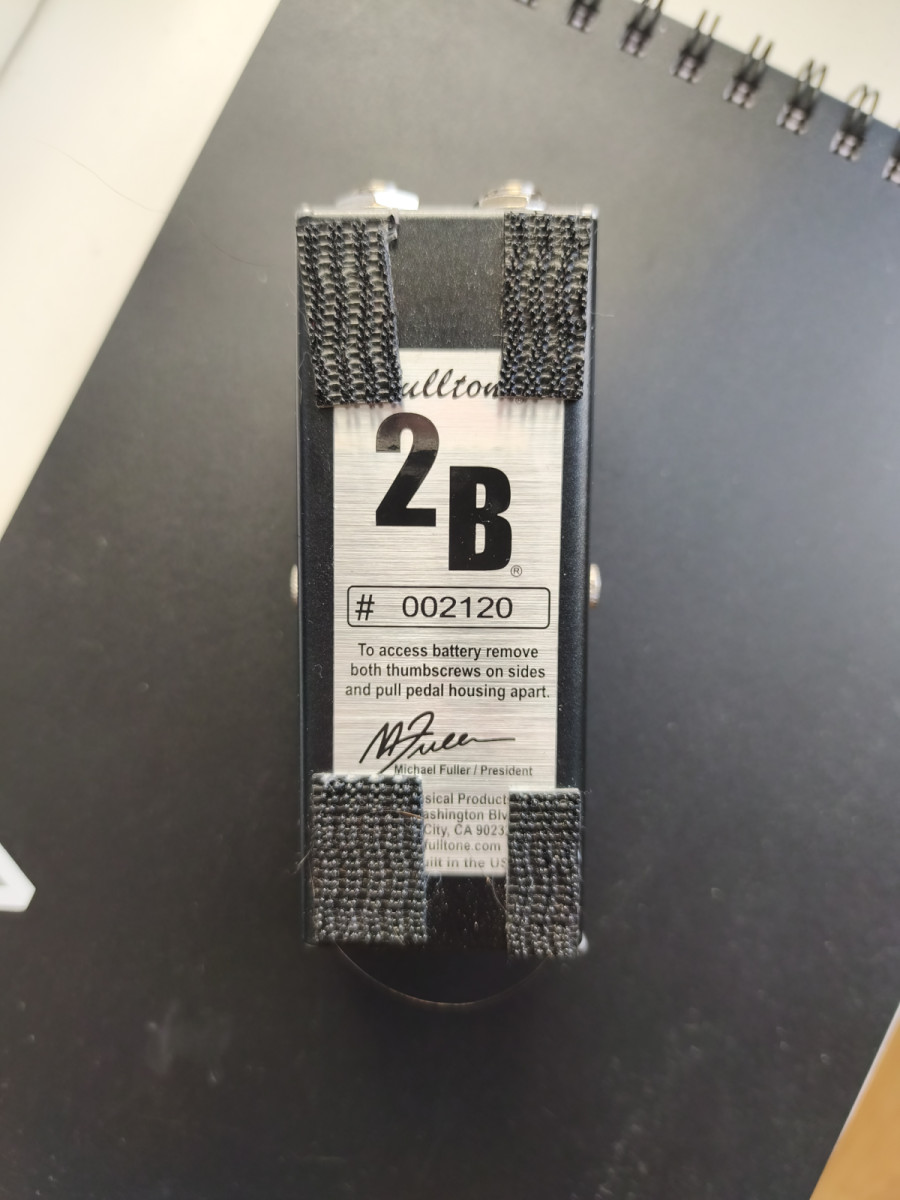 ullton
2B®
# 002120
To access battery remove
both thumbscrews on sides
and pull pedal housing apart.
MFuller
Michael Fuller / President
sical Product
ashington Blv
City, CA 9023
fulltone.com
uilt in the US